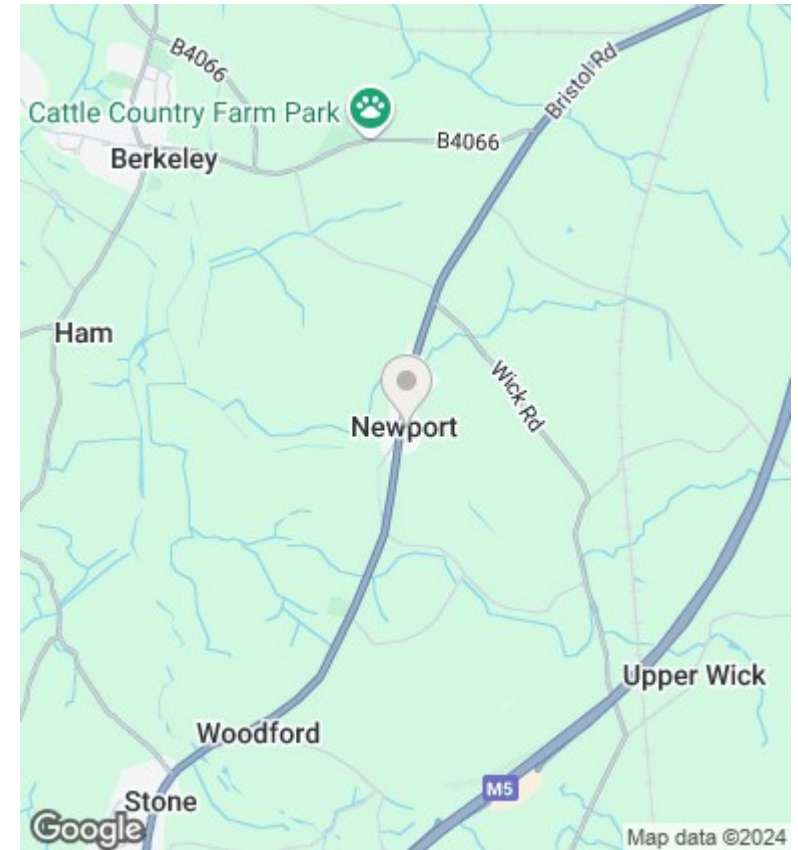 B4066
Cattle Country Farm Park
Bristol Rd
B4066
Berkeley
Ham
Wick Rd
Newport
Upper Wick
Woodford
M5
Stone
Google
Map data ©2024